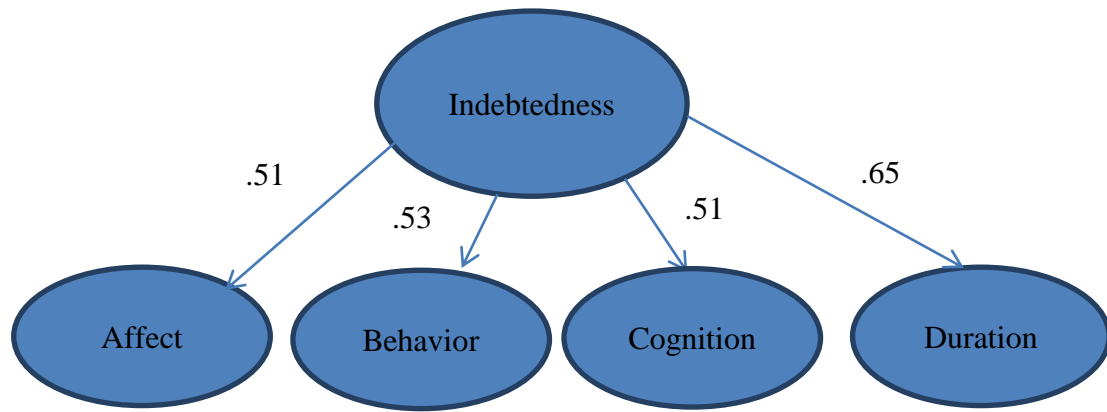 Indebtedness
.51
.53
.51
.65
Affect
Behavior
Cognition
Duration